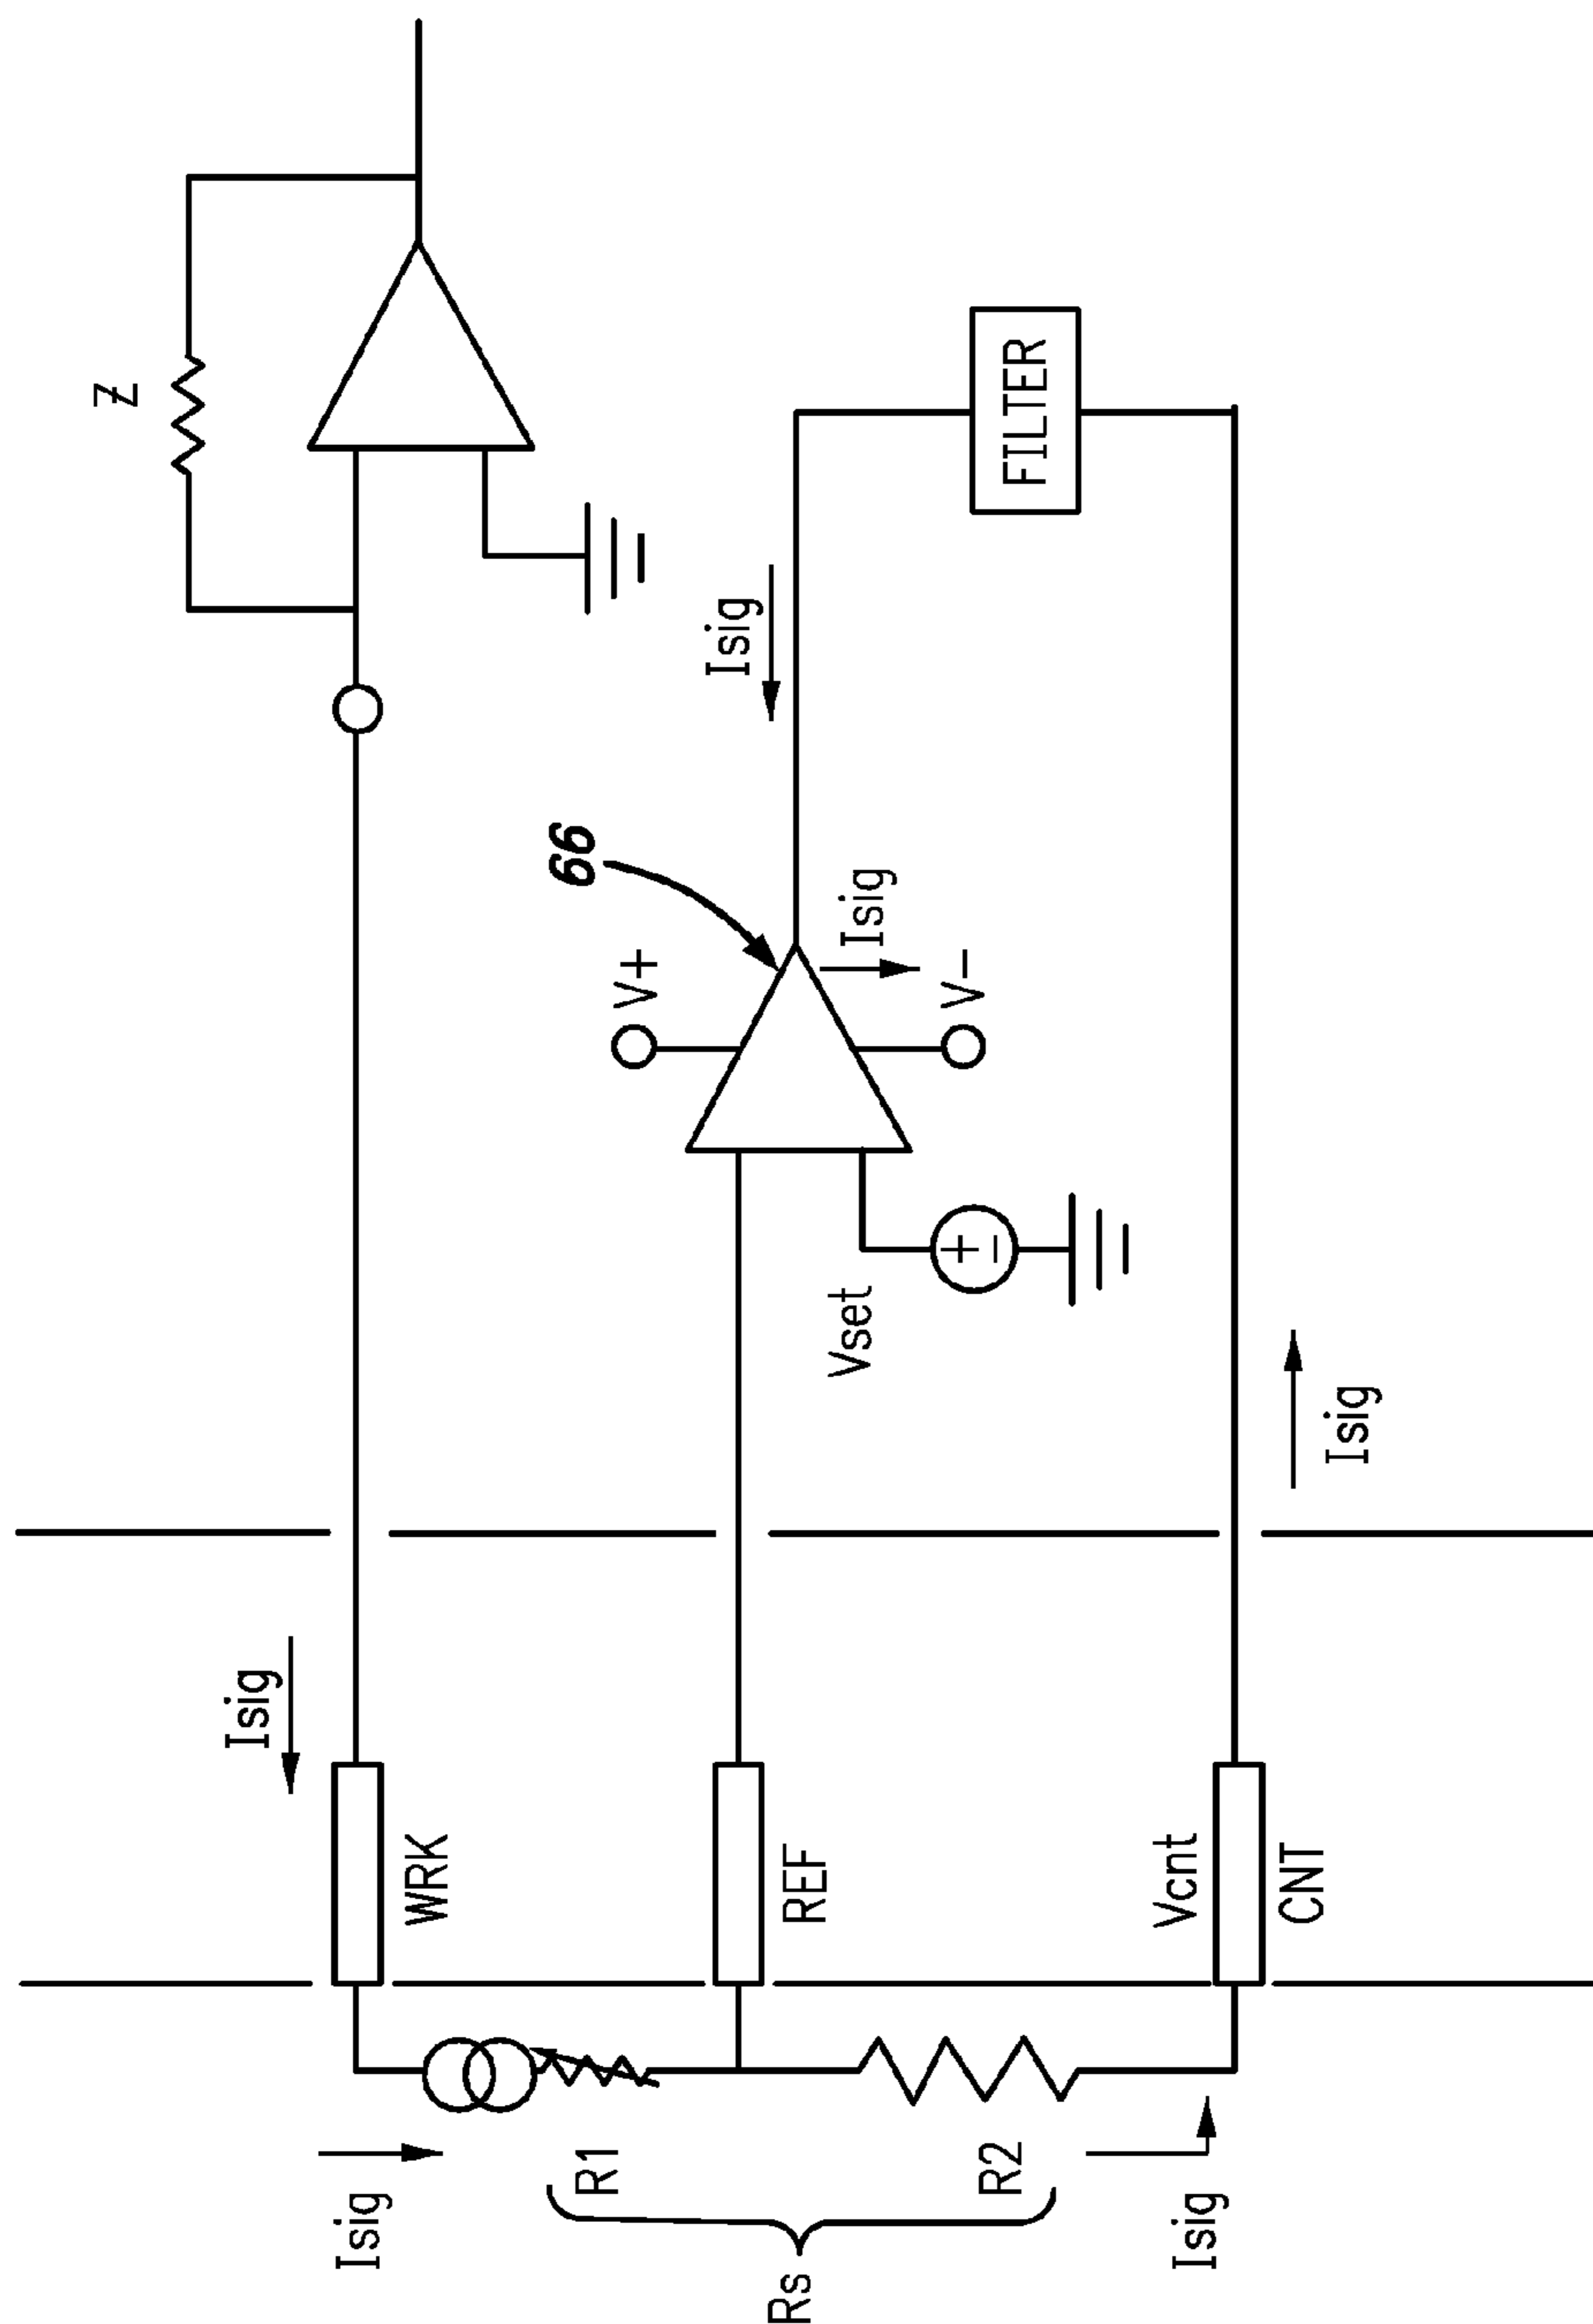 Z
Isig
WRK
Isig
R1
Rs
R2
Isig
REF
66
V+
V-
Isig
Isig
Vset
+
-
FILTER
Vcnt
CNT
Isig